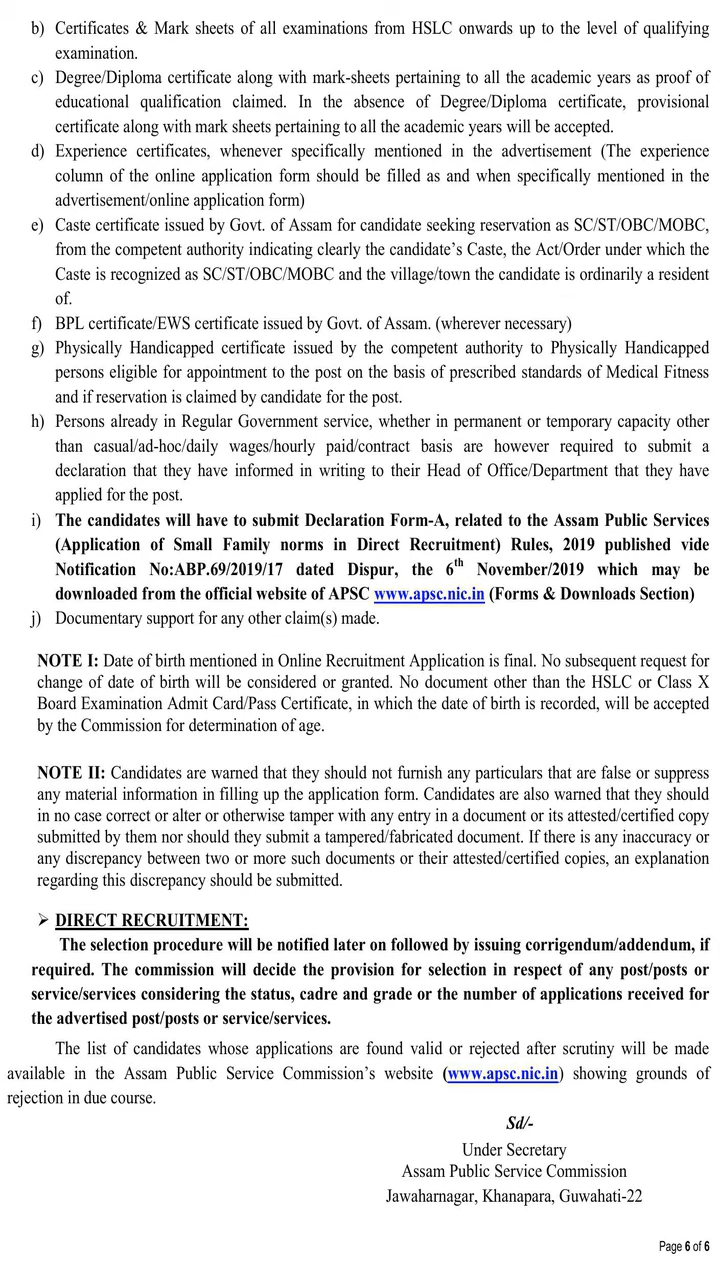 b) Certificates & Mark sheets of all examinations from HSLC onwards up to the level of qualifying
examination.
c) Degree/Diploma certificate along with mark-sheets pertaining to all the academic years as proof of
educational qualification claimed. In the absence of Degree/Diploma certificate, provisional
certificate along with mark sheets pertaining to all the academic years will be accepted.
d) Experience certificates, whenever specifically mentioned in the advertisement (The experience
column of the online application form should be filled as and when specifically mentioned in the
advertisement/online application form)
e) Caste certificate issued by Govt. of Assam for candidate seeking reservation as SC/ST/OBC/MOBC,
from the competent authority indicating clearly the candidate's Caste, the Act/Order under which the
Caste is recognized as SC/ST/OBC/MOBC and the village/town the candidate is ordinarily a resident
of.
f) BPL certificate/EWS certificate issued by Govt. of Assam. (wherever necessary)
g) Physically Handicapped certificate issued by the competent authority to Physically Handicapped
persons eligible for appointment to the post on the basis of prescribed standards of Medical Fitness
and if reservation is claimed by candidate for the post.
h) Persons already in Regular Government service, whether in permanent or temporary capacity other
than casual/ad-hoc/daily wages/hourly paid/contract basis are however required to submit a
declaration that they have informed in writing to their Head of Office/Department that they have
applied for the post.
i) The candidates will have to submit Declaration Form-A, related to the Assam Public Services
(Application of Small Family norms in Direct Recruitment) Rules, 2019 published vide
Notification No:ABP.69/2019/17 dated Dispur, the 6th November/2019 which may be
downloaded from the official website of APSC www.apsc.nic.in (Forms & Downloads Section)
j) Documentary support for any other claim(s) made.
NOTE I: Date of birth mentioned in Online Recruitment Application is final. No subsequent request for
change of date of birth will be considered or granted. No document other than the HSLC or Class X
Board Examination Admit Card/Pass Certificate, in which the date of birth is recorded, will be accepted
by the Commission for determination of age.
NOTE II: Candidates are warned that they should not furnish any particulars that are false or suppress
any material information in filling up the application form. Candidates are also warned that they should
in no case correct or alter or otherwise tamper with any entry in a document or its attested/certified copy
submitted by them nor should they submit a tampered/fabricated document. If there is any inaccuracy or
any discrepancy between two or more such documents or their attested/certified copies, an explanation
regarding this discrepancy should be submitted.
➢ DIRECT RECRUITMENT:
The selection procedure will be notified later on followed by issuing corrigendum/addendum, if
required. The commission will decide the provision for selection in respect of any post/posts or
service/services considering the status, cadre and grade or the number of applications received for
the advertised post/posts or service/services.
The list of candidates whose applications are found valid or rejected after scrutiny will be made
available in the Assam Public Service Commission's website (www.apsc.nic.in) showing grounds of
rejection in due course.
Sd/-
Under Secretary
Assam Public Service Commission
Jawaharnagar, Khanapara, Guwahati-22
Page 6 of 6